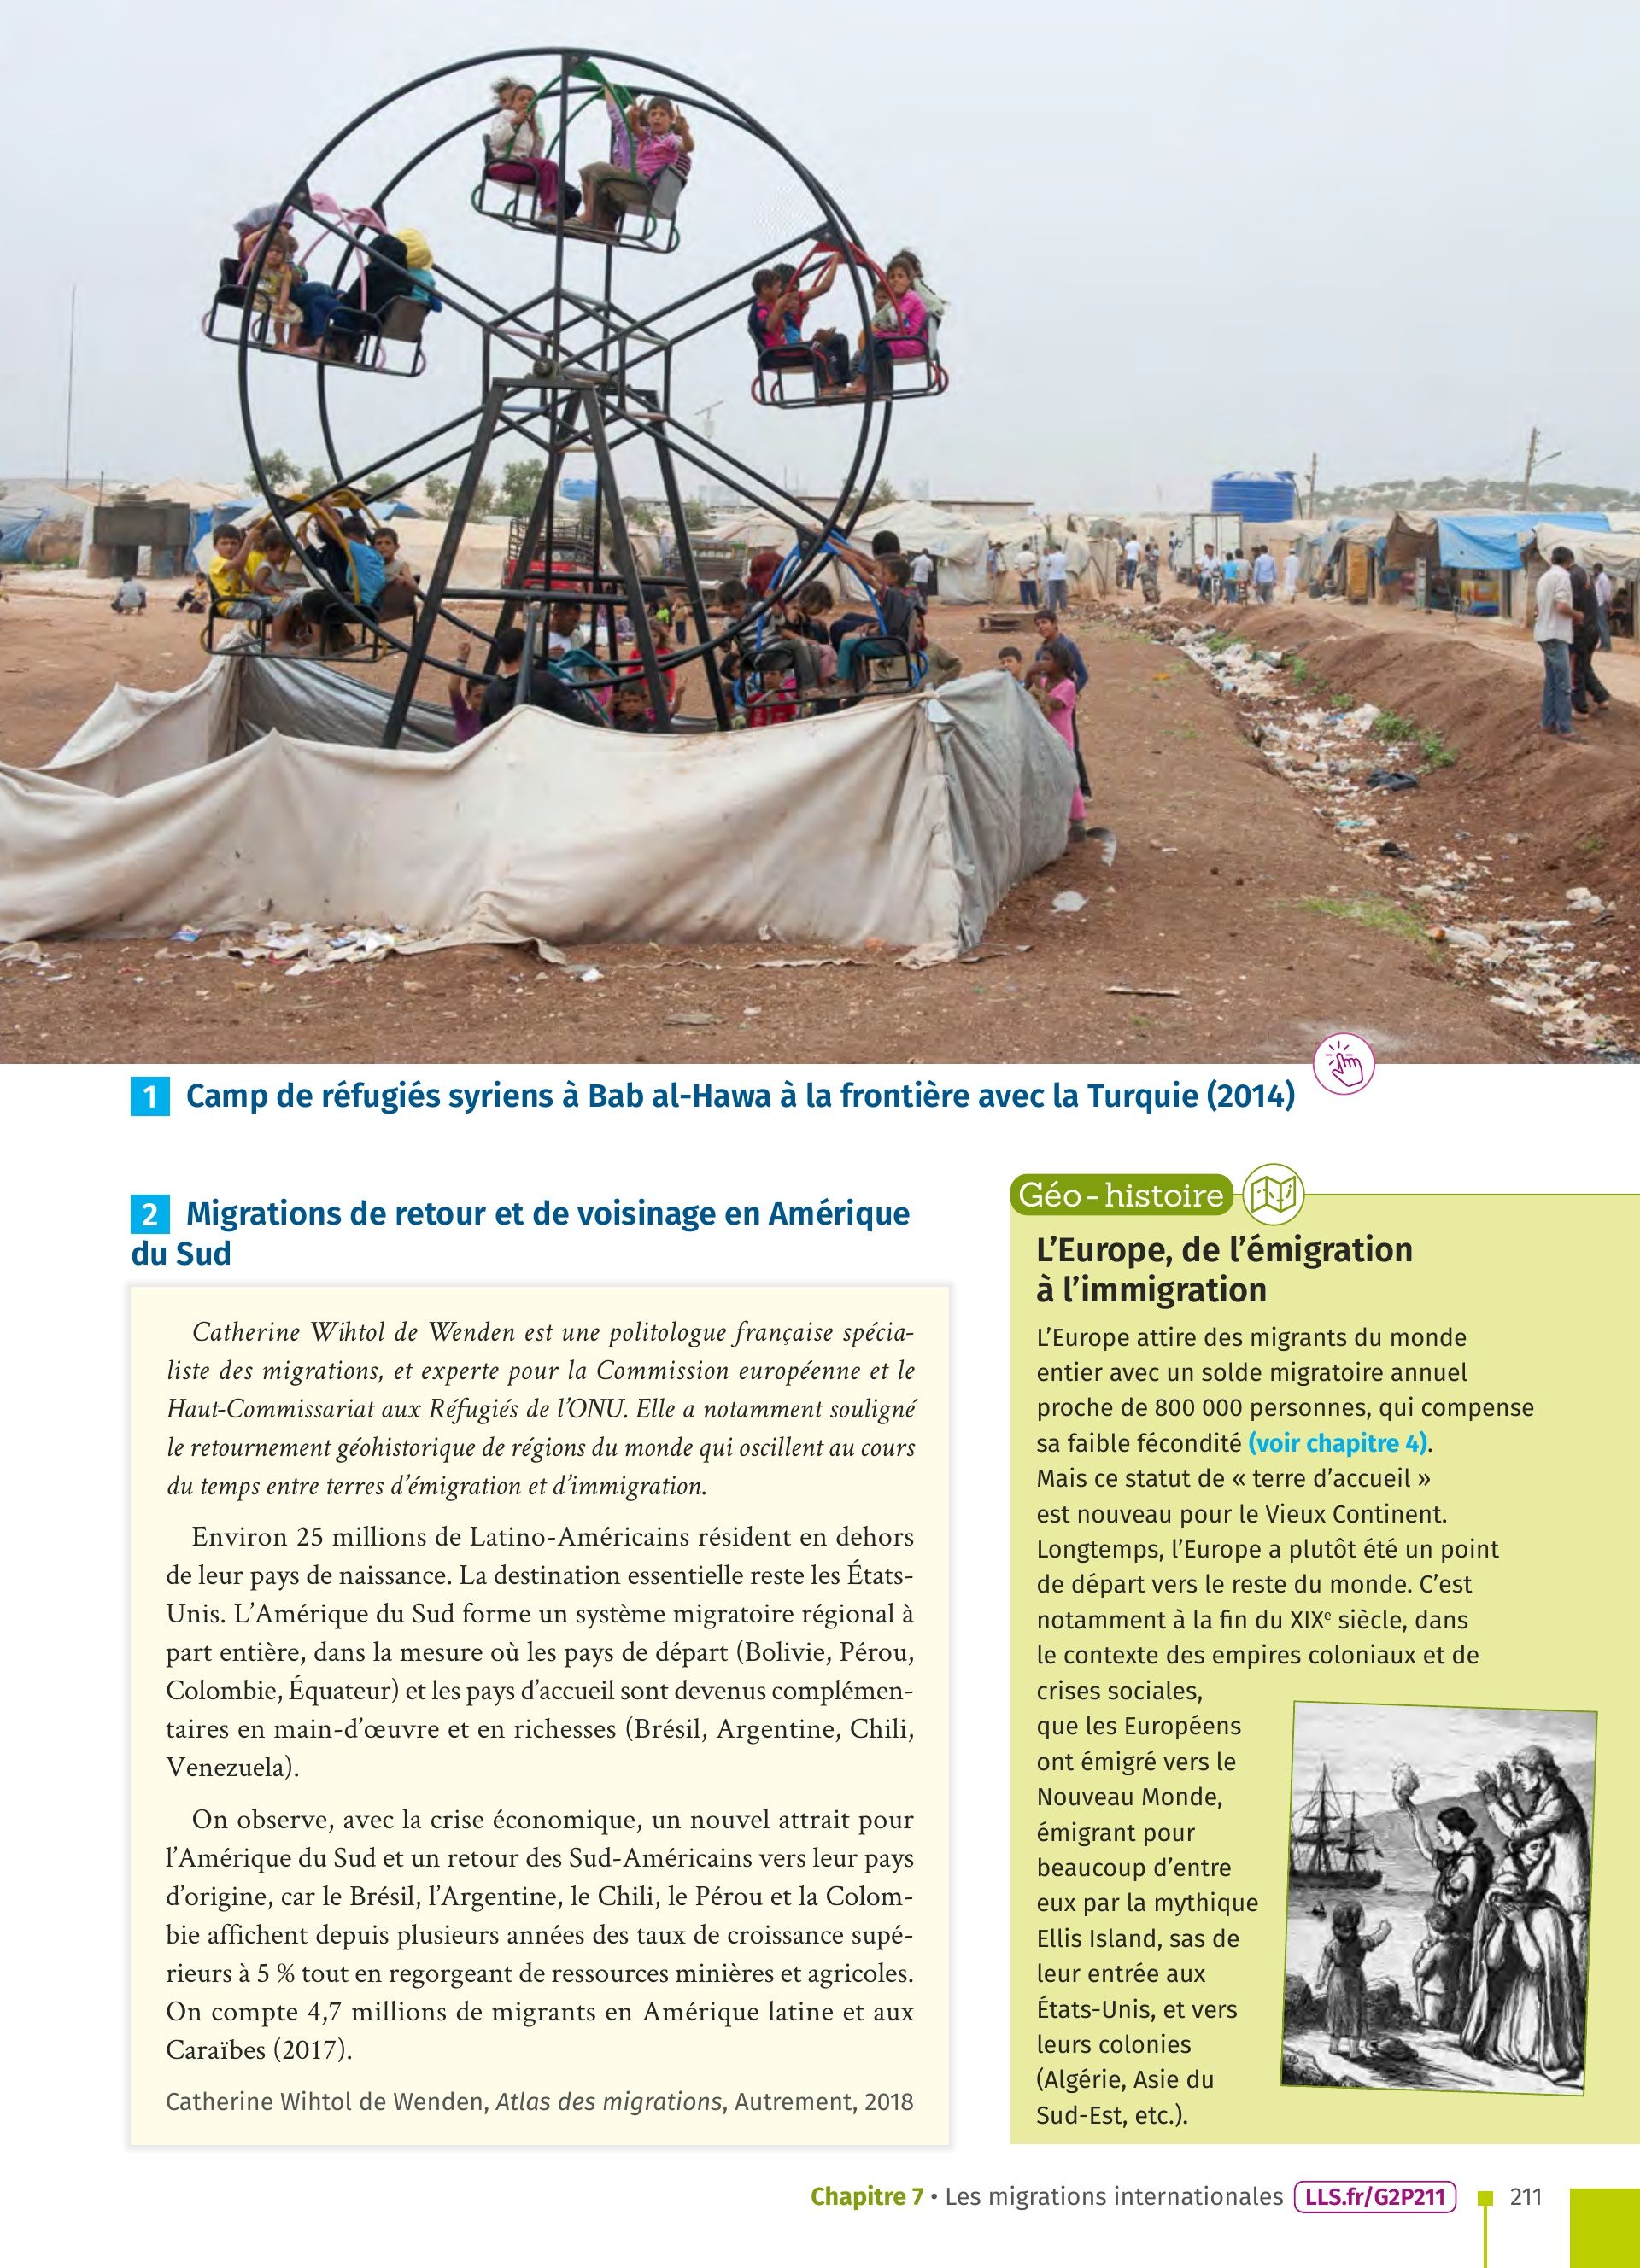 1 Camp de réfugiés syriens à Bab al-Hawa à la frontière avec la Turquie (2014)
2 Migrations de retour et de voisinage en Amérique
du Sud
Catherine Wihtol de Wenden est une politologue française spécia-
liste des migrations, et experte pour la Commission européenne et le
Haut-Commissariat aux Réfugiés de l’ONU. Elle a notamment souligné
le retournement géohistorique de régions du monde qui oscillent au cours
du temps entre terres d’émigration et d’immigration.
Environ 25 millions de Latino-Américains résident en dehors
de leur pays de naissance. La destination essentielle reste les États-
Unis. L’Amérique du Sud forme un système migratoire régional à
part entière, dans la mesure où les pays de départ (Bolivie, Pérou,
Colombie, Équateur) et les pays d’accueil sont devenus complémen-
taires en main-d’œuvre et en richesses (Brésil, Argentine, Chili,
Venezuela).
On observe, avec la crise économique, un nouvel attrait pour
l’Amérique du Sud et un retour des Sud-Américains vers leur pays
d’origine, car le Brésil, l’Argentine, le Chili, le Pérou et la Colom-
bie affichent depuis plusieurs années des taux de croissance supé-
rieurs à 5 % tout en regorgeant de ressources minières et agricoles.
On compte 4,7 millions de migrants en Amérique latine et aux
Caraïbes (2017).
Catherine Wihtol de Wenden, Atlas des migrations, Autrement, 2018
Géo-histoire
L’Europe, de l’émigration
à l’immigration
L’Europe attire des migrants du monde
entier avec un solde migratoire annuel
proche de 800 000 personnes, qui compense
sa faible fécondité (voir chapitre 4).
Mais ce statut de « terre d’accueil »
est nouveau pour le Vieux Continent.
Longtemps, l’Europe a plutôt été un point
de départ vers le reste du monde. C’est
notamment à la fin du XIXe siècle, dans
le contexte des empires coloniaux et de
crises sociales,
que les Européens
ont émigré vers le
Nouveau Monde,
émigrant pour
beaucoup d’entre
eux par la mythique
Ellis Island, sas de
leur entrée aux
États-Unis, et vers
leurs colonies
(Algérie, Asie du
Sud-Est, etc.).
Chapitre 7 • Les migrations internationales LLS.fr/G2P211 211